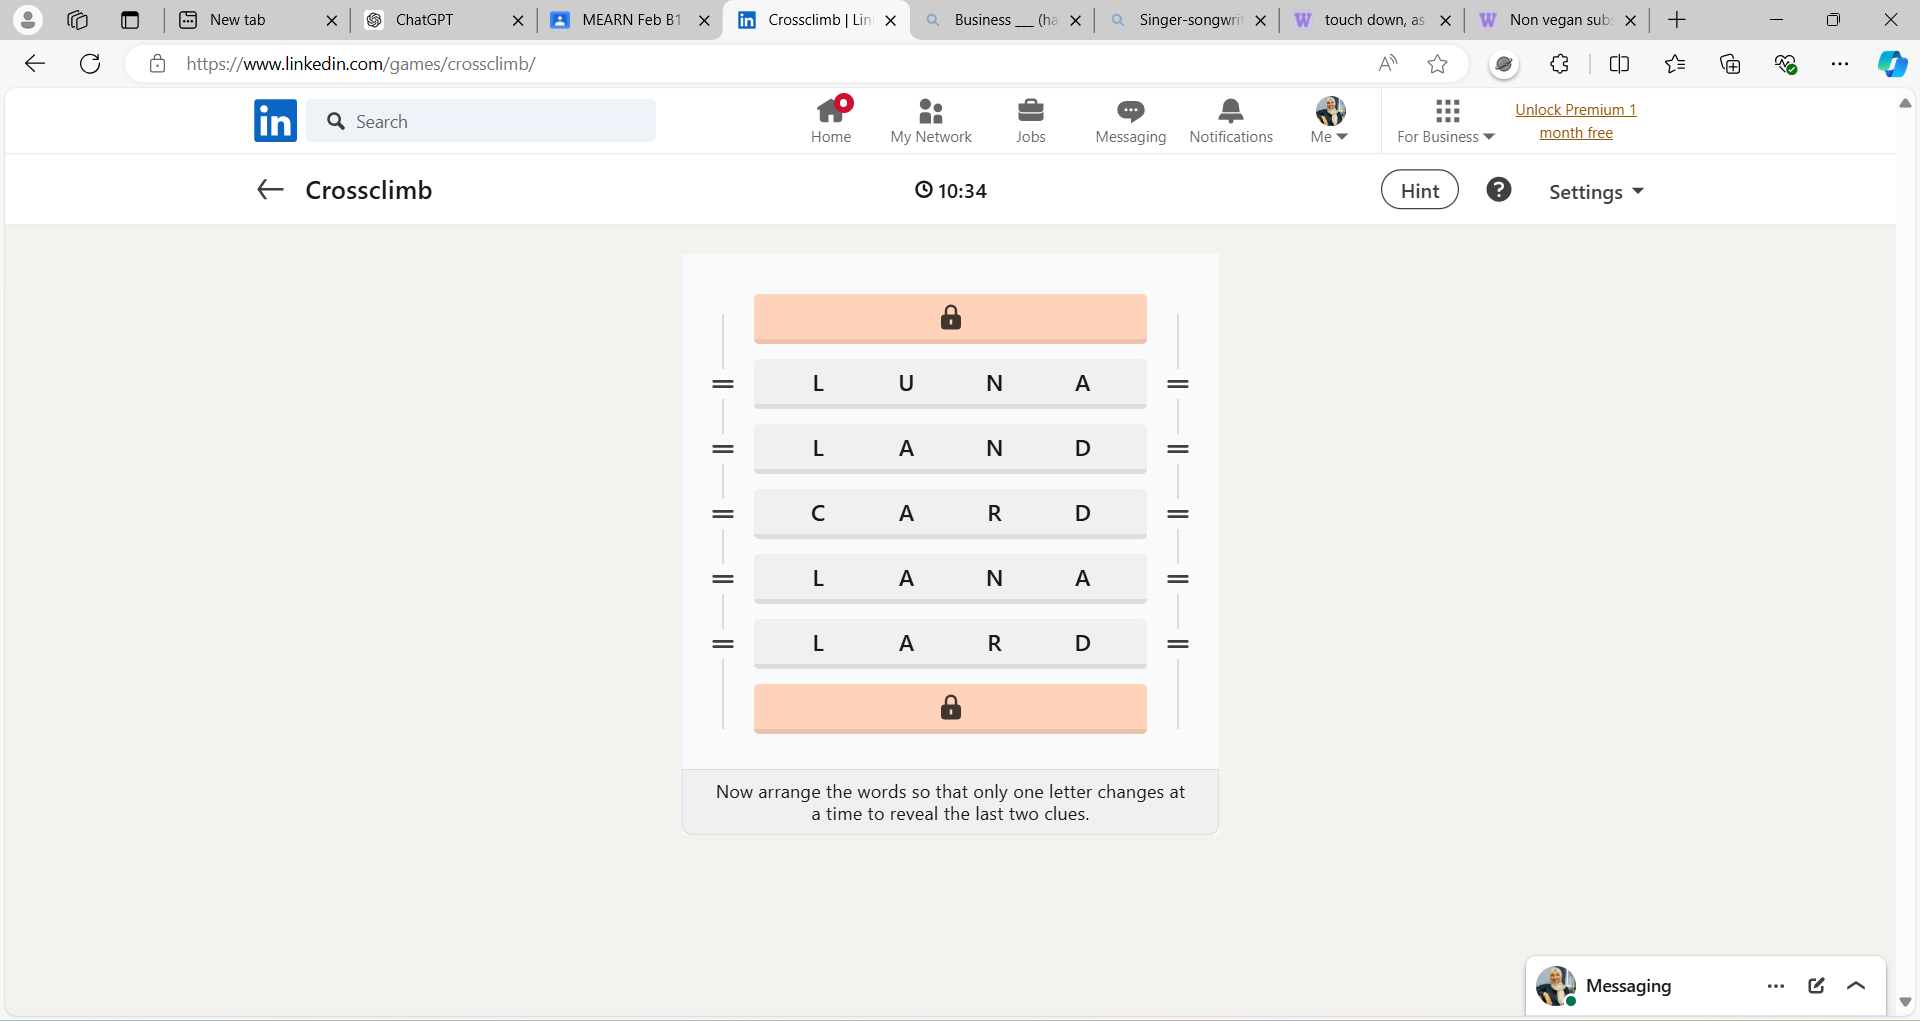 New tab
ChatGPT
MEARN Feb B1
Crossclimb | Lin
Business ___ (ha
Singer-songwrit
touch down, as
Non vegan subs
https://www.linkedin.com/games/crossclimb/
in
Search
Home
My Network
Jobs
Messaging
Notifications
Me
For Business
Unlock Premium 1
month free
Crossclimb
10:34
Hint
?
Settings
L U N A
L A N D
C A R D
L A N A
L A R D
Now arrange the words so that only one letter changes at
a time to reveal the last two clues.
Messaging